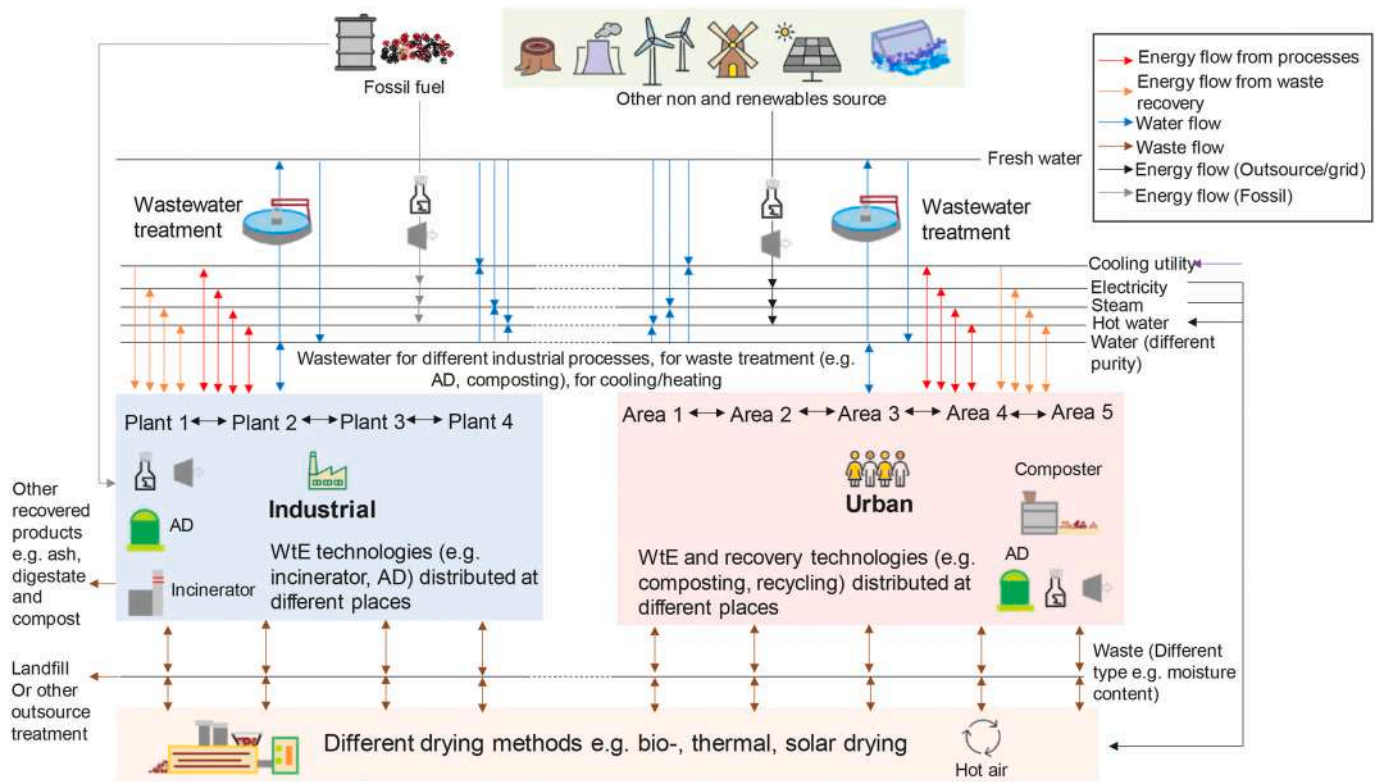 Fossil fuel
Other non and renewables source
Energy flow from processes
Energy flow from waste
recovery
Water flow
Waste flow
Energy flow (Outsource/grid)
Energy flow (Fossil)
Fresh water
Wastewater
treatment
Wastewater
treatment
Cooling utility
Electricity
Steam
Hot water
Water (different
purity)
Wastewater for different industrial processes, for waste treatment (e.g.
AD, composting), for cooling/heating
Plant 1
Plant 2
Plant 3
Plant 4
Area 1
Area 2
Area 3
Area 4
Area 5
Other
recovered
products
e.g. ash,
digestate
and
compost
AD
Incinerator
Industrial
WtE technologies (e.g.
incinerator, AD) distributed at
different places
Urban
Composter
WtE and recovery technologies (e.g.
composting, recycling) distributed at
different places
AD
Landfill
Or other
outsource
treatment
Waste (Different
type e.g. moisture
content)
Different drying methods e.g. bio-, thermal, solar drying
Hot air